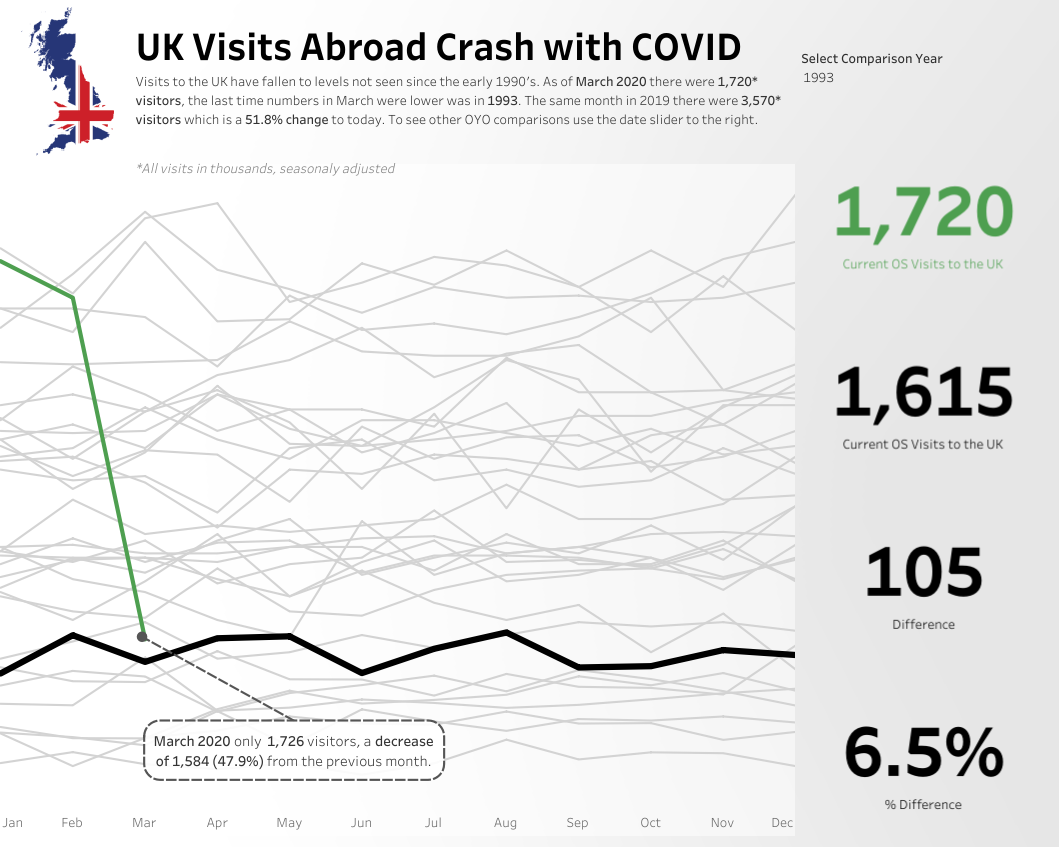 UK Visits Abroad Crash with COVID
Visits to the UK have fallen to levels not seen since the early 1990's. As of March 2020 there were 1,720*
visitors, the last time numbers in March were lower was in 1993. The same month in 2019 there were 3,570*
visitors which is a 51.8% change to today. To see other OYO comparisons use the date slider to the right.
*All visits in thousands, seasonaly adjusted
Select Comparison Year
1993
1,720
Current OS Visits to the UK
1,615
Current OS Visits to the UK
105
Difference
6.5%
% Difference
March 2020 only 1,726 visitors, a decrease
of 1,584 (47.9%) from the previous month.
Jan Feb Mar Apr May Jun Jul Aug Sep Oct Nov Dec